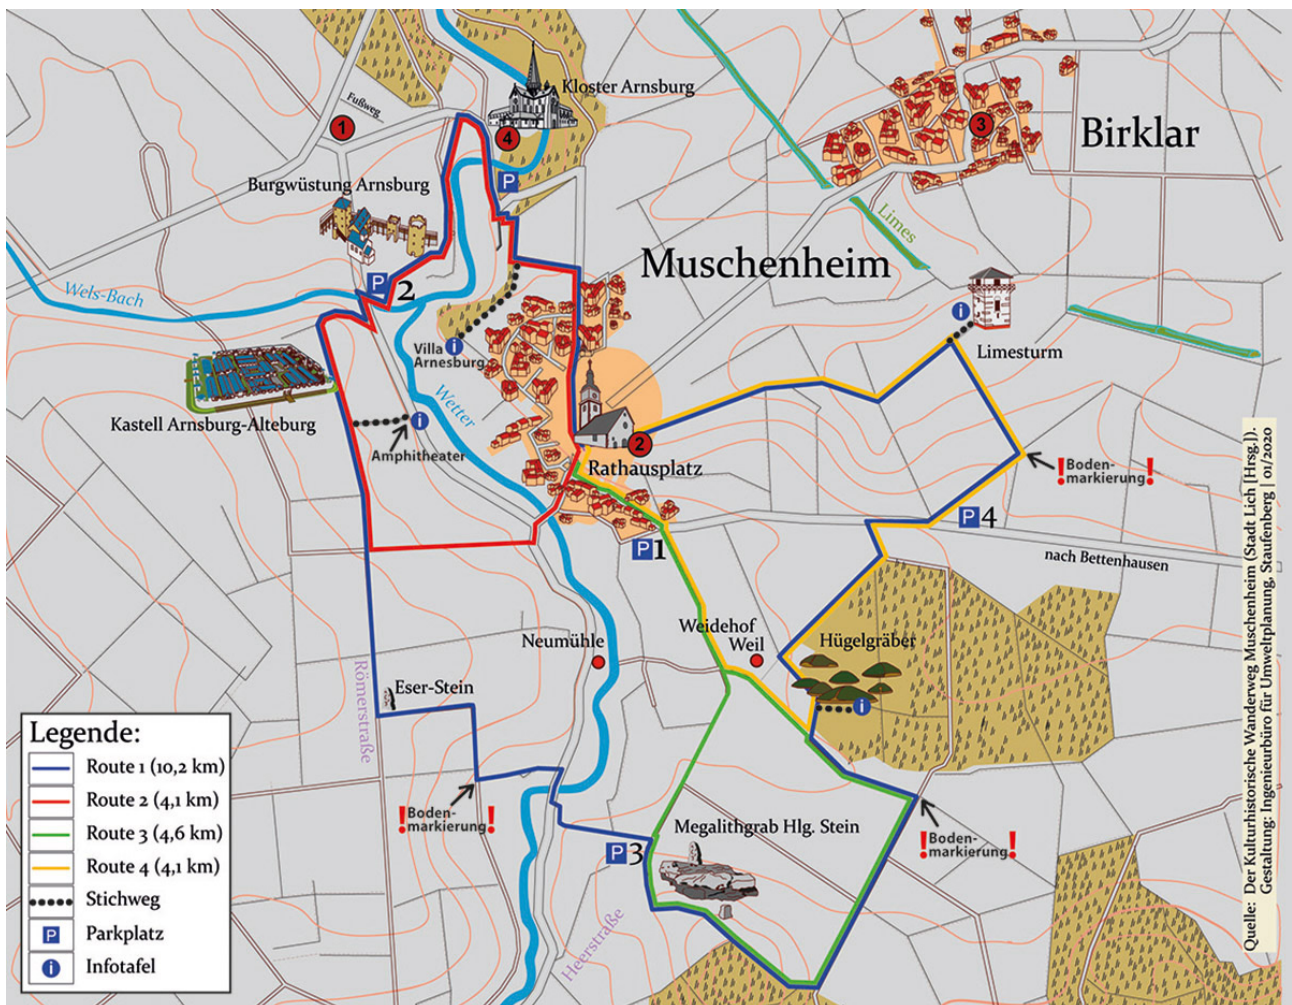 Kloster Arnsburg
Fußweg
1
4
3
Birklar
P
Burgwüstung Arnsburg
Limes
Muschenheim
Wels-Bach
P
2
i
Limesturm
Villa
Arnesburg
i
Wetter
Kastell Arnsburg-Alteburg
i
Amphitheater
2
Rathausplatz
! Boden-
markierung !
P 4
P 1
nach Bettenhausen
Neumühle
Weidehof
Weil
Hügelgräber
i
Römerstraße
Eser-Stein
! Boden-
markierung !
Megalithgrab Hlg. Stein
! Boden-
markierung !
P 3
Heerstraße
Legende:
Route 1 (10,2 km)
Route 2 (4,1 km)
Route 3 (4,6 km)
Route 4 (4,1 km)
Stichweg
P Parkplatz
i Infotafel
Quelle: Der Kulturhistorische Wanderweg Muschenheim (Stadt Lich [Hrsg.]).
Gestaltung: Ingenieurbüro für Umweltplanung, Staufenberg | 01/2020